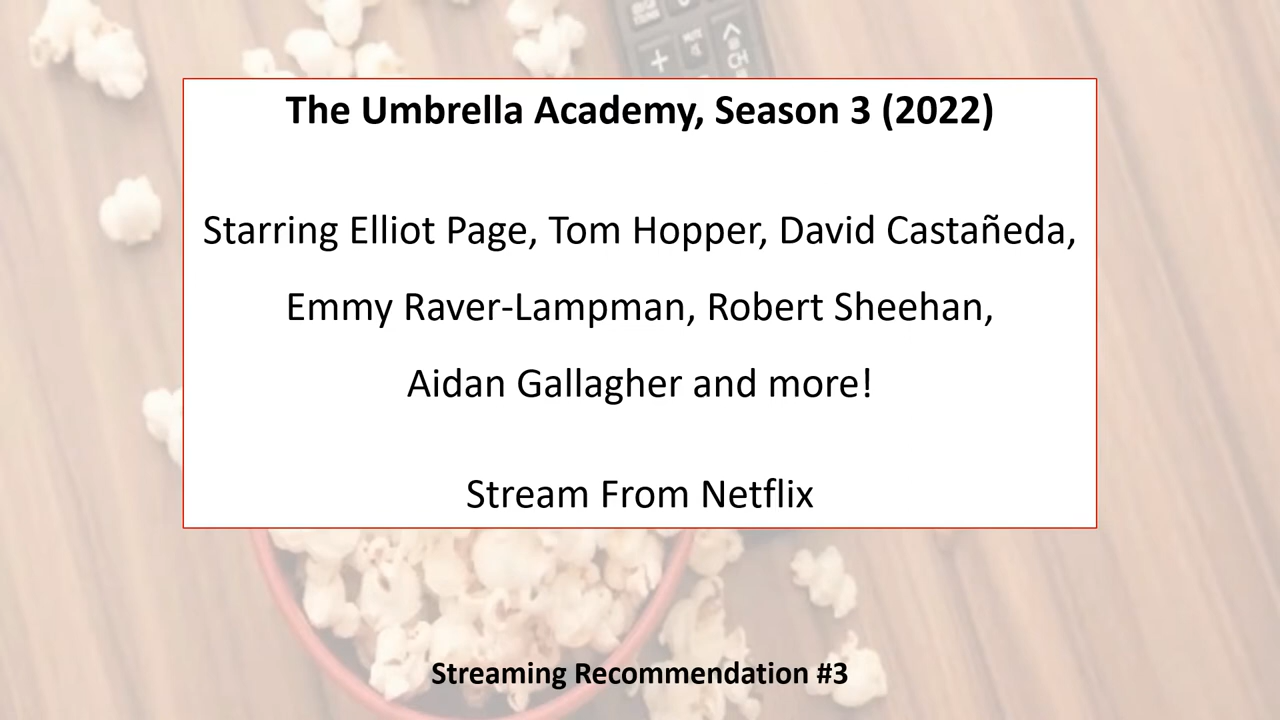 The Umbrella Academy, Season 3 (2022)
Starring Elliot Page, Tom Hopper, David Castañeda,
Emmy Raver-Lampman, Robert Sheehan,
Aidan Gallagher and more!
Stream From Netflix
Streaming Recommendation #3